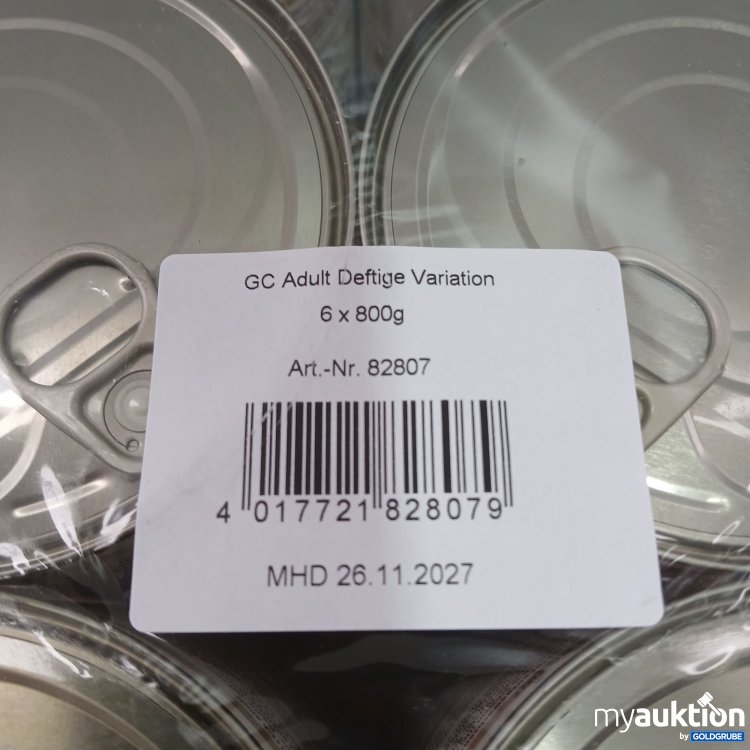 GC Adult Deftige Variation
6 x 800g
Art.-Nr. 82807
4 017721 828079
MHD 26.11.2027
myauktion
by GOLDGRUBE